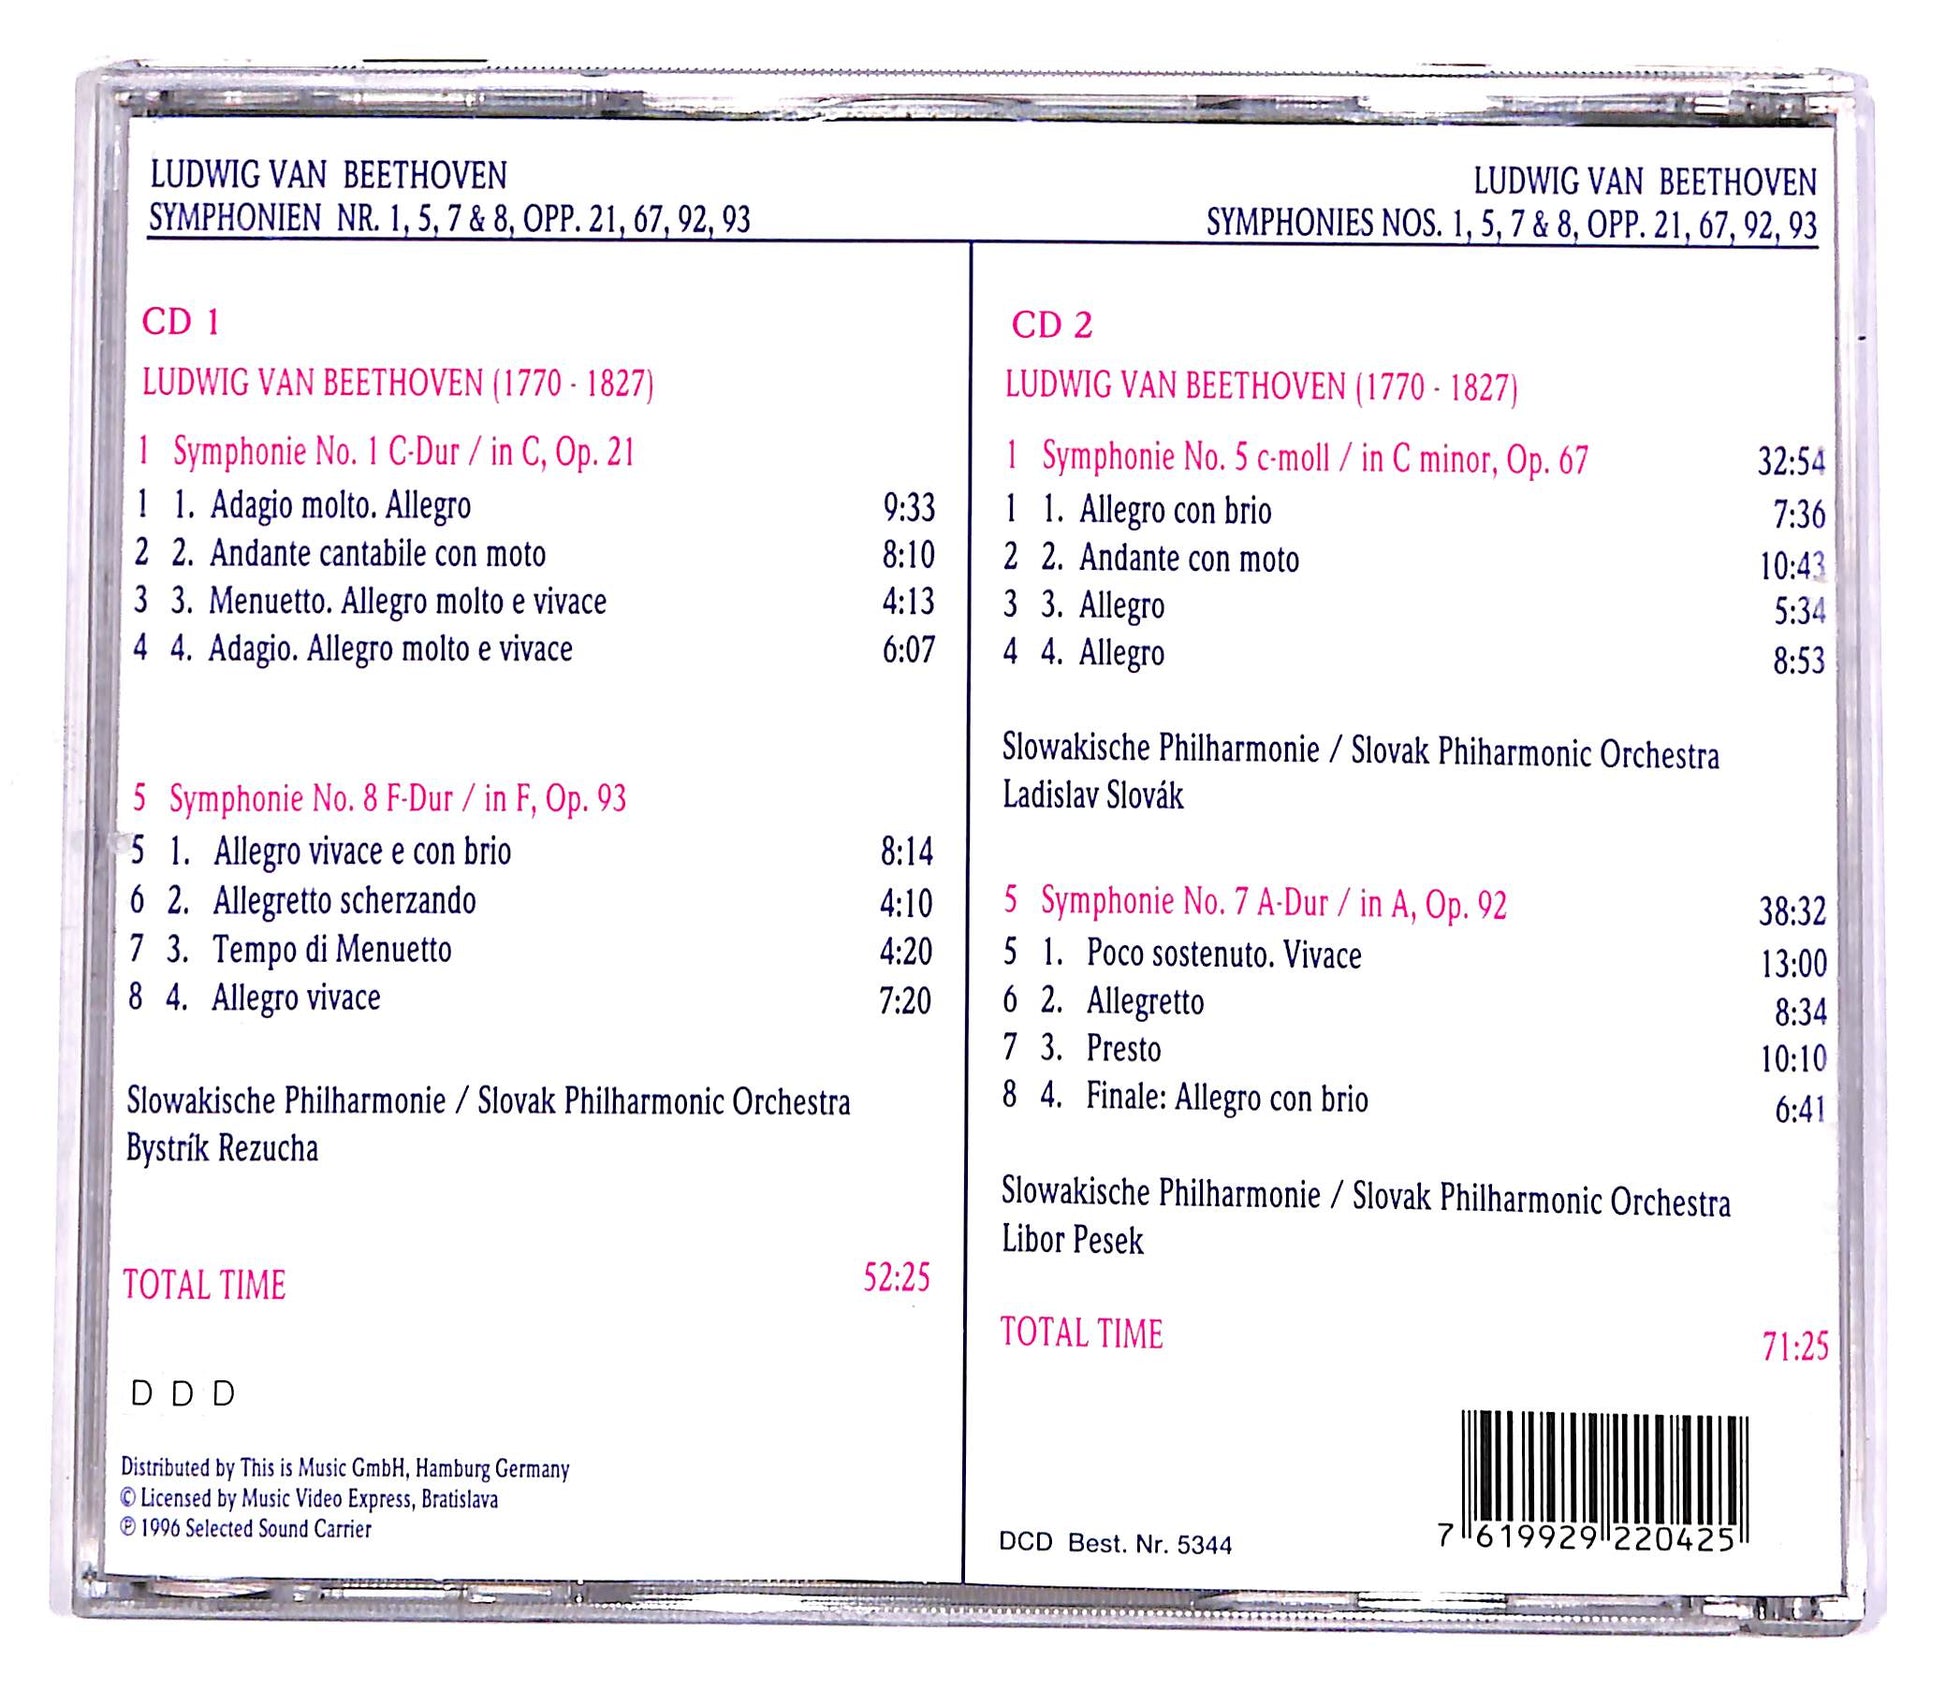 LUDWIG VAN BEETHOVEN
SYMPHONIEN NR. 1, 5, 7 & 8, OPP. 21, 67, 92, 93
LUDWIG VAN BEETHOVEN
SYMPHONIES NOS. 1, 5, 7 & 8, OPP. 21, 67, 92, 93
CD 1
LUDWIG VAN BEETHOVEN (1770 - 1827)
1 Symphonie No. 1 C-Dur / in C, Op. 21
1 1. Adagio molto. Allegro 9:33
2 2. Andante cantabile con moto 8:10
3 3. Menuetto. Allegro molto e vivace 4:13
4 4. Adagio. Allegro molto e vivace 6:07
5 Symphonie No. 8 F-Dur / in F, Op. 93
5 1. Allegro vivace e con brio 8:14
6 2. Allegretto scherzando 4:10
7 3. Tempo di Menuetto 4:20
8 4. Allegro vivace 7:20
Slowakische Philharmonie / Slovak Philharmonic Orchestra
Bystrík Rezucha
TOTAL TIME 52:25
D D D
Distributed by This is Music GmbH, Hamburg Germany
© Licensed by Music Video Express, Bratislava
℗ 1996 Selected Sound Carrier
CD 2
LUDWIG VAN BEETHOVEN (1770 - 1827)
1 Symphonie No. 5 c-moll / in C minor, Op. 67 32:54
1 1. Allegro con brio 7:36
2 2. Andante con moto 10:43
3 3. Allegro 5:34
4 4. Allegro 8:53
Slowakische Philharmonie / Slovak Phiharmonic Orchestra
Ladislav Slovák
5 Symphonie No. 7 A-Dur / in A, Op. 92 38:32
5 1. Poco sostenuto. Vivace 13:00
6 2. Allegretto 8:34
7 3. Presto 10:10
8 4. Finale: Allegro con brio 6:41
Slowakische Philharmonie / Slovak Philharmonic Orchestra
Libor Pesek
TOTAL TIME 71:25
DCD Best. Nr. 5344
7 619929 220425